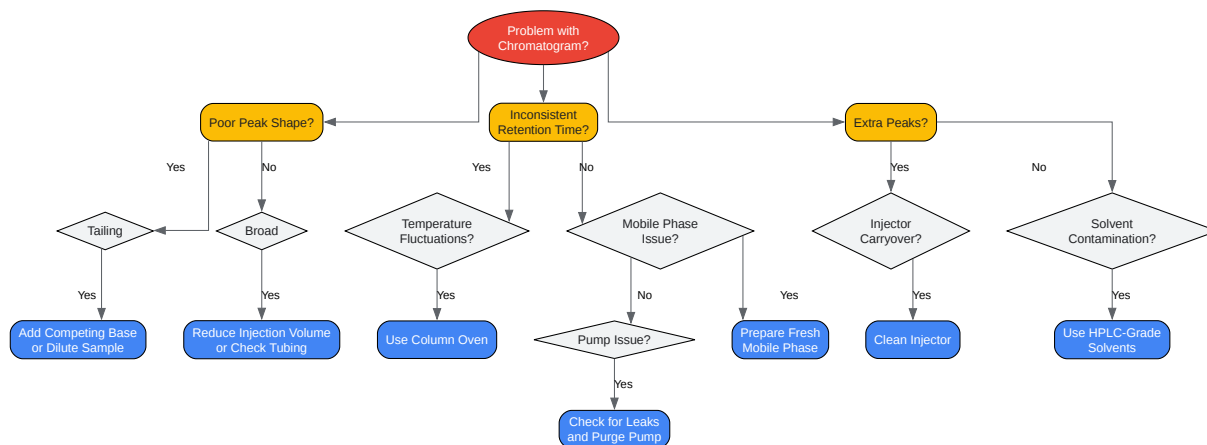 Problem with
Chromatogram?
Poor Peak Shape?
Inconsistent
Retention Time?
Extra Peaks?
Yes
No
Yes
No
Yes
No
Tailing
Broad
Temperature
Fluctuations?
Mobile Phase
Issue?
Injector
Carryover?
Solvent
Contamination?
Yes
Yes
Yes
No
Yes
Yes
Yes
Add Competing Base
or Dilute Sample
Reduce Injection Volume
or Check Tubing
Use Column Oven
Pump Issue?
Prepare Fresh
Mobile Phase
Clean Injector
Use HPLC-Grade
Solvents
Yes
Check for Leaks
and Purge Pump